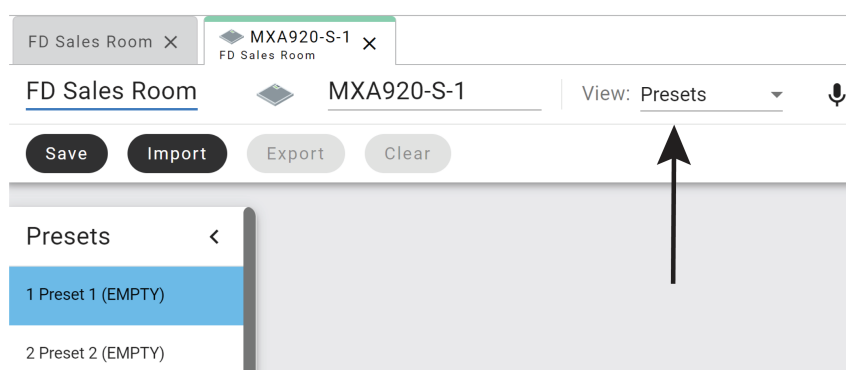 FD Sales Room
MXA920-S-1
FD Sales Room
FD Sales Room
MXA920-S-1
View: Presets
Save
Import
Export
Clear
Presets
1 Preset 1 (EMPTY)
2 Preset 2 (EMPTY)